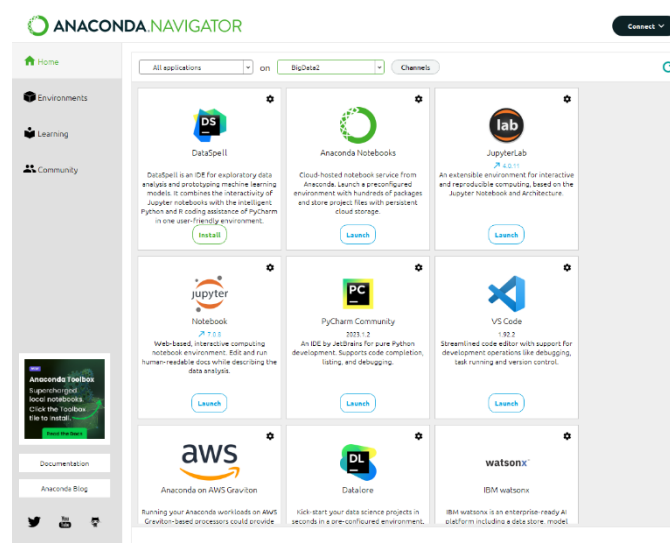 ANACONDA.NAVIGATOR
Connect
Home
All applications
on
BigData2
Channels
Environments
Learning
Community
DS
DataSpell
DataSpell is an IDE for exploratory data
analysis and prototyping machine learning
models. It combines the interactivity of
Jupyter notebooks with the intelligent
Python and R coding assistance of PyCharm
in one user-friendly environment.
Install
Anaconda Notebooks
Cloud-hosted notebook service from
Anaconda. Launch a preconfigured
environment with hundreds of packages
and store project files with persistent
cloud storage.
Launch
lab
JupyterLab
4.0.11
An extensible environment for interactive
and reproducible computing, based on the
Jupyter Notebook and Architecture.
Launch
jupyter
Notebook
7.0.8
Web-based, interactive computing
notebook environment. Edit and run
human-readable docs while describing the
data analysis.
Launch
PC
PyCharm Community
2023.1.2
An IDE by JetBrains for pure Python
development. Supports code completion,
listing, and debugging.
Launch
VS Code
1.92.2
Streamlined code editor with support for
development operations like debugging,
task running and version control.
Launch
NEW
Anaconda Toolbox
Supercharged
local notebooks.
Click the Toolbox
tile to install.
Read the Docs
Documentation
Anaconda Blog
You
Tube
aws
Anaconda on AWS Graviton
Running your Anaconda workloads on AWS
Graviton-based processors could provide
DL
Datalore
Kick-start your data science projects in
seconds in a pre-configured environment.
watsonx
IBM watsonx
IBM watsonx is an enterprise-ready AI
platform including a data store, model